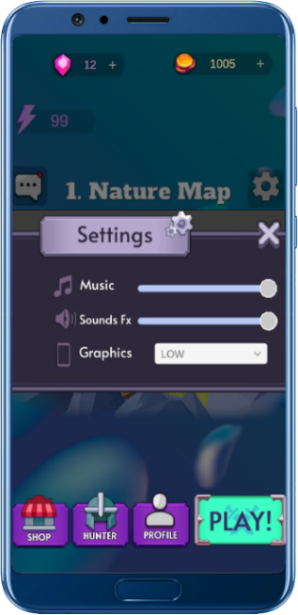 12 +
1005 +
99
1. Nature Map
Settings
Music
Sounds Fx
Graphics
LOW
SHOP
HUNTER
PROFILE
PLAY!